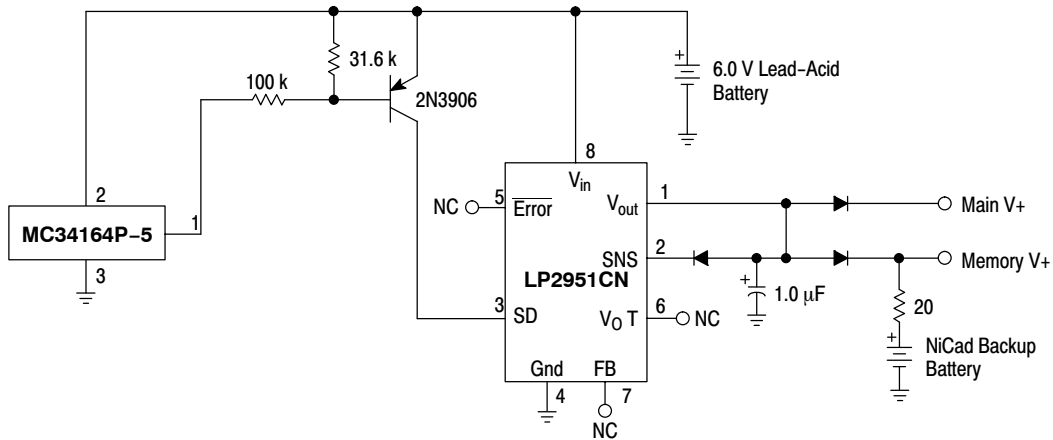 31.6 k
100 k
2N3906
6.0 V Lead−Acid
Battery
2
MC34164P−5
1
3
8
Vin
NC
5
Error
Vout
1
Main V+
SNS
2
LP2951CN
Memory V+
1.0 µF
3
SD
VO T
6
NC
20
NiCad Backup
Battery
Gnd
FB
4
7
NC